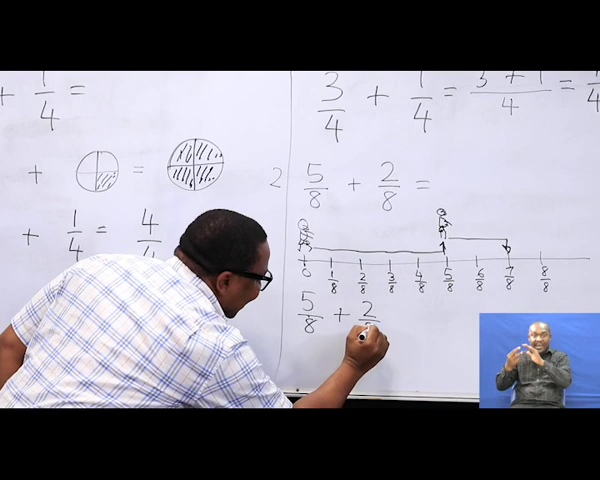 + 1/4 =
+ =
+ 1/4 = 4/4
3/4 + 1/4 = 3 + 1/4 = 4
2 5/8 + 2/8 =
0 1/8 2/8 3/8 4/8 5/8 6/8 7/8 8/8
5/8 + 2/8